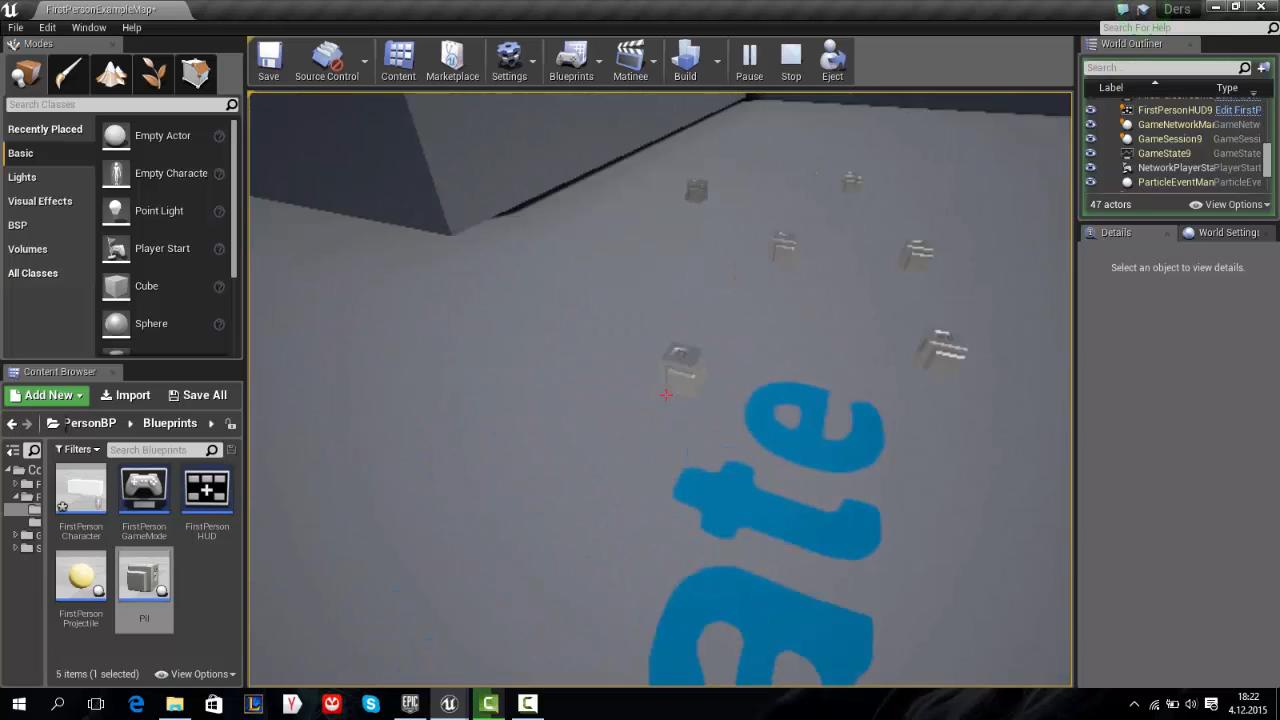 FirstPersonExampleMap*
Ders
File Edit Window Help
Search For Help
Modes
Search Classes
Recently Placed
Basic
Lights
Visual Effects
BSP
Volumes
All Classes
Empty Actor
Empty Characte
Point Light
Player Start
Cube
Sphere
Save
Source Control
Content
Marketplace
Settings
Blueprints
Matinee
Build
Pause
Stop
Eject
World Outliner
Search...
Label Type
FirstPersonHUD9 Edit FirstP
GameNetworkMa GameNetw
GameSession9 GameSessi
GameState9 GameState
NetworkPlayerSta PlayerStart
ParticleEventMan ParticleEve
47 actors View Options
Details World Setting
Select an object to view details.
Content Browser
Add New Import Save All
PersonBP Blueprints
Filters Search Blueprints
FirstPerson
Character
FirstPerson
GameMode
FirstPerson
HUD
FirstPerson
Projectile
Pil
5 items (1 selected) View Options
ate
EPIC
18:22
4.12.2015